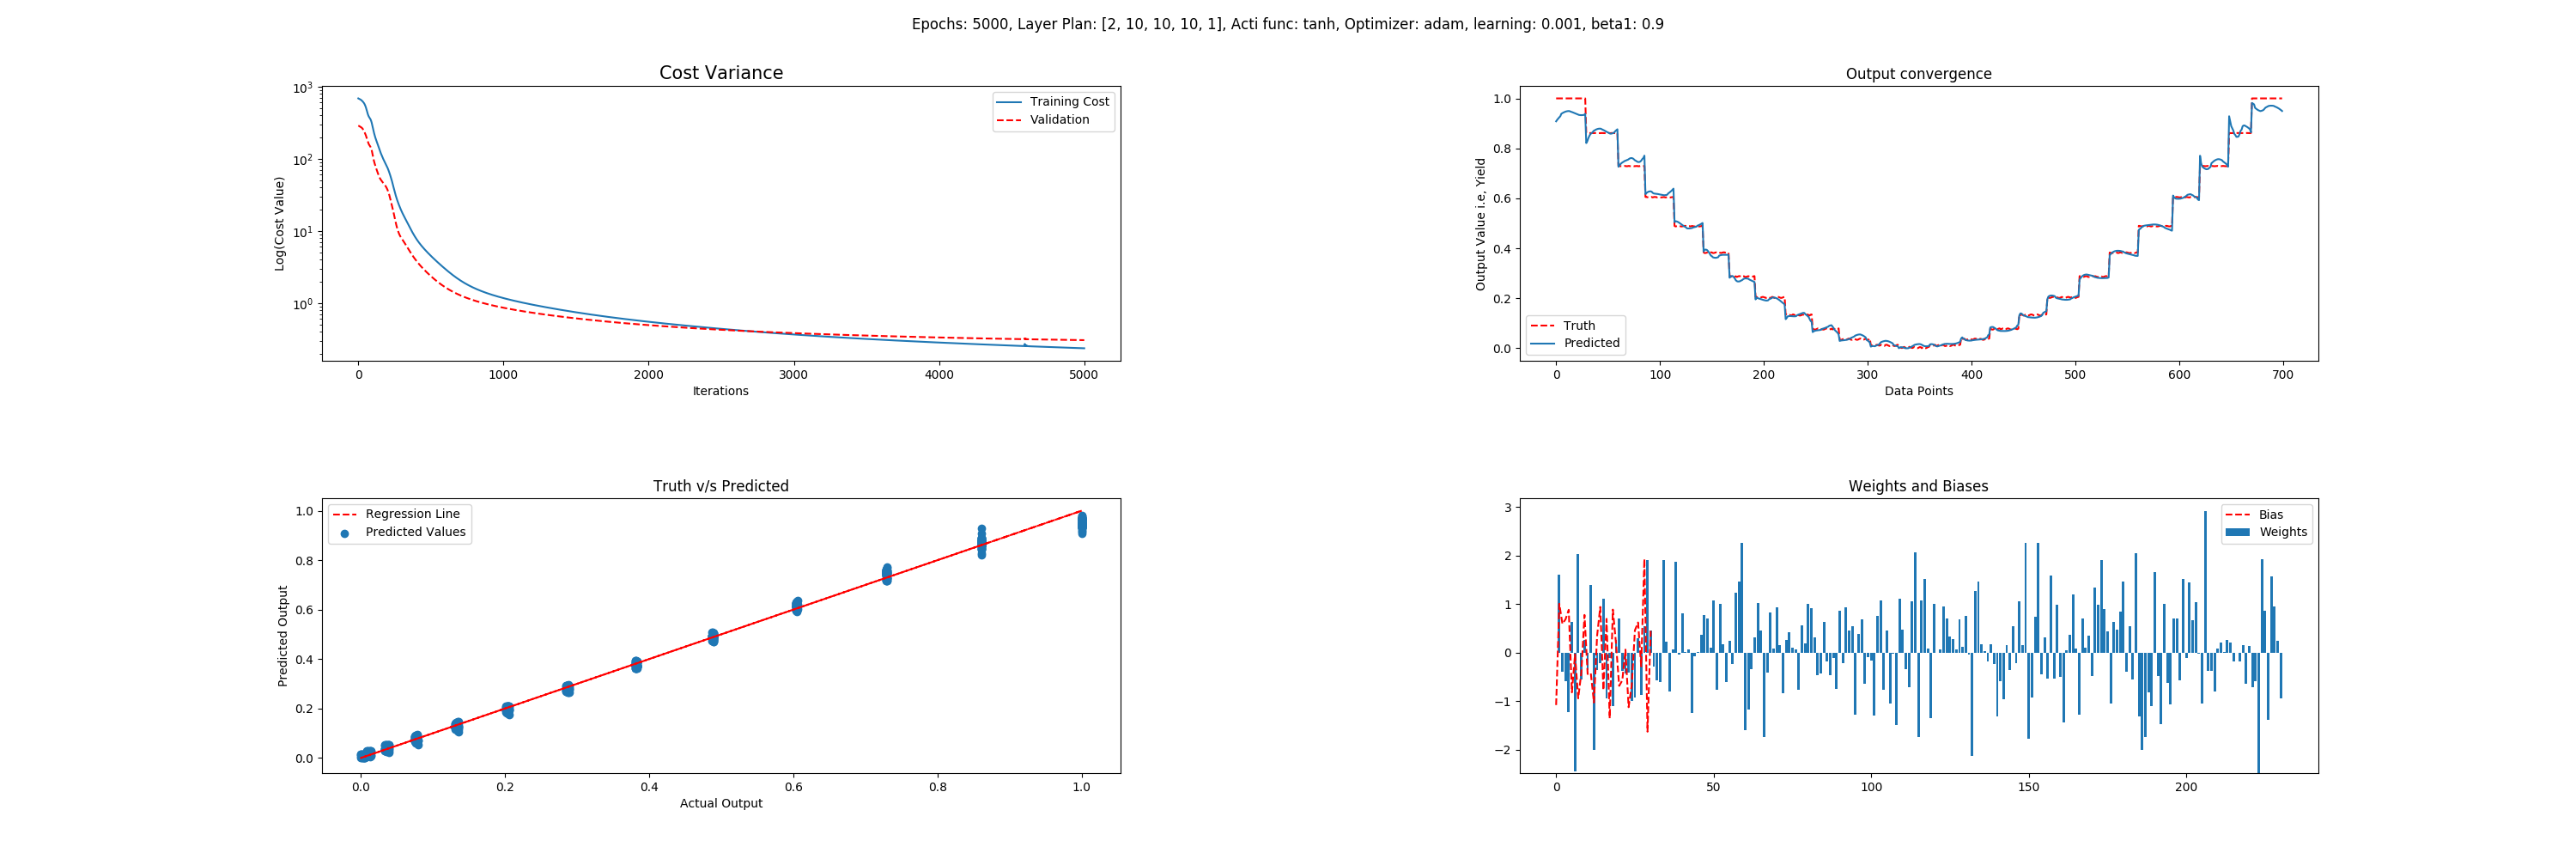 Epochs: 5000, Layer Plan: [2, 10, 10, 10, 1], Acti func: tanh, Optimizer: adam, learning: 0.001, beta1: 0.9
Cost Variance
10³
10²
10¹
10⁰
Log(Cost Value)
Training Cost
Validation
0 1000 2000 3000 4000 5000
Iterations
Output convergence
1.0
0.8
0.6
0.4
0.2
0.0
Output Value i.e, Yield
Truth
Predicted
0 100 200 300 400 500 600 700
Data Points
Truth v/s Predicted
1.0
0.8
0.6
0.4
0.2
0.0
Predicted Output
Regression Line
Predicted Values
0.0 0.2 0.4 0.6 0.8 1.0
Actual Output
Weights and Biases
3
2
1
0
−1
−2
Bias
Weights
0 50 100 150 200